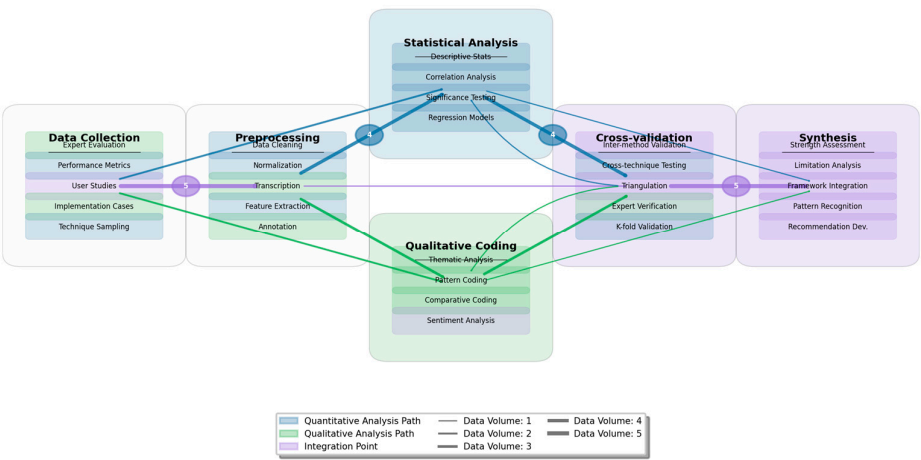 Statistical Analysis
Descriptive Stats
Correlation Analysis
Significance Testing
Regression Models
4
4
Data Collection
Expert Evaluation
Performance Metrics
User Studies
Implementation Cases
Technique Sampling
5
Preprocessing
Data Cleaning
Normalization
Transcription
Feature Extraction
Annotation
Cross-validation
Inter-method Validation
Cross-technique Testing
Triangulation
Expert Verification
K-fold Validation
5
Synthesis
Strength Assessment
Limitation Analysis
Framework Integration
Pattern Recognition
Recommendation Dev.
Qualitative Coding
Thematic Analysis
Pattern Coding
Comparative Coding
Sentiment Analysis
Quantitative Analysis Path
Qualitative Analysis Path
Integration Point
Data Volume: 1
Data Volume: 2
Data Volume: 3
Data Volume: 4
Data Volume: 5